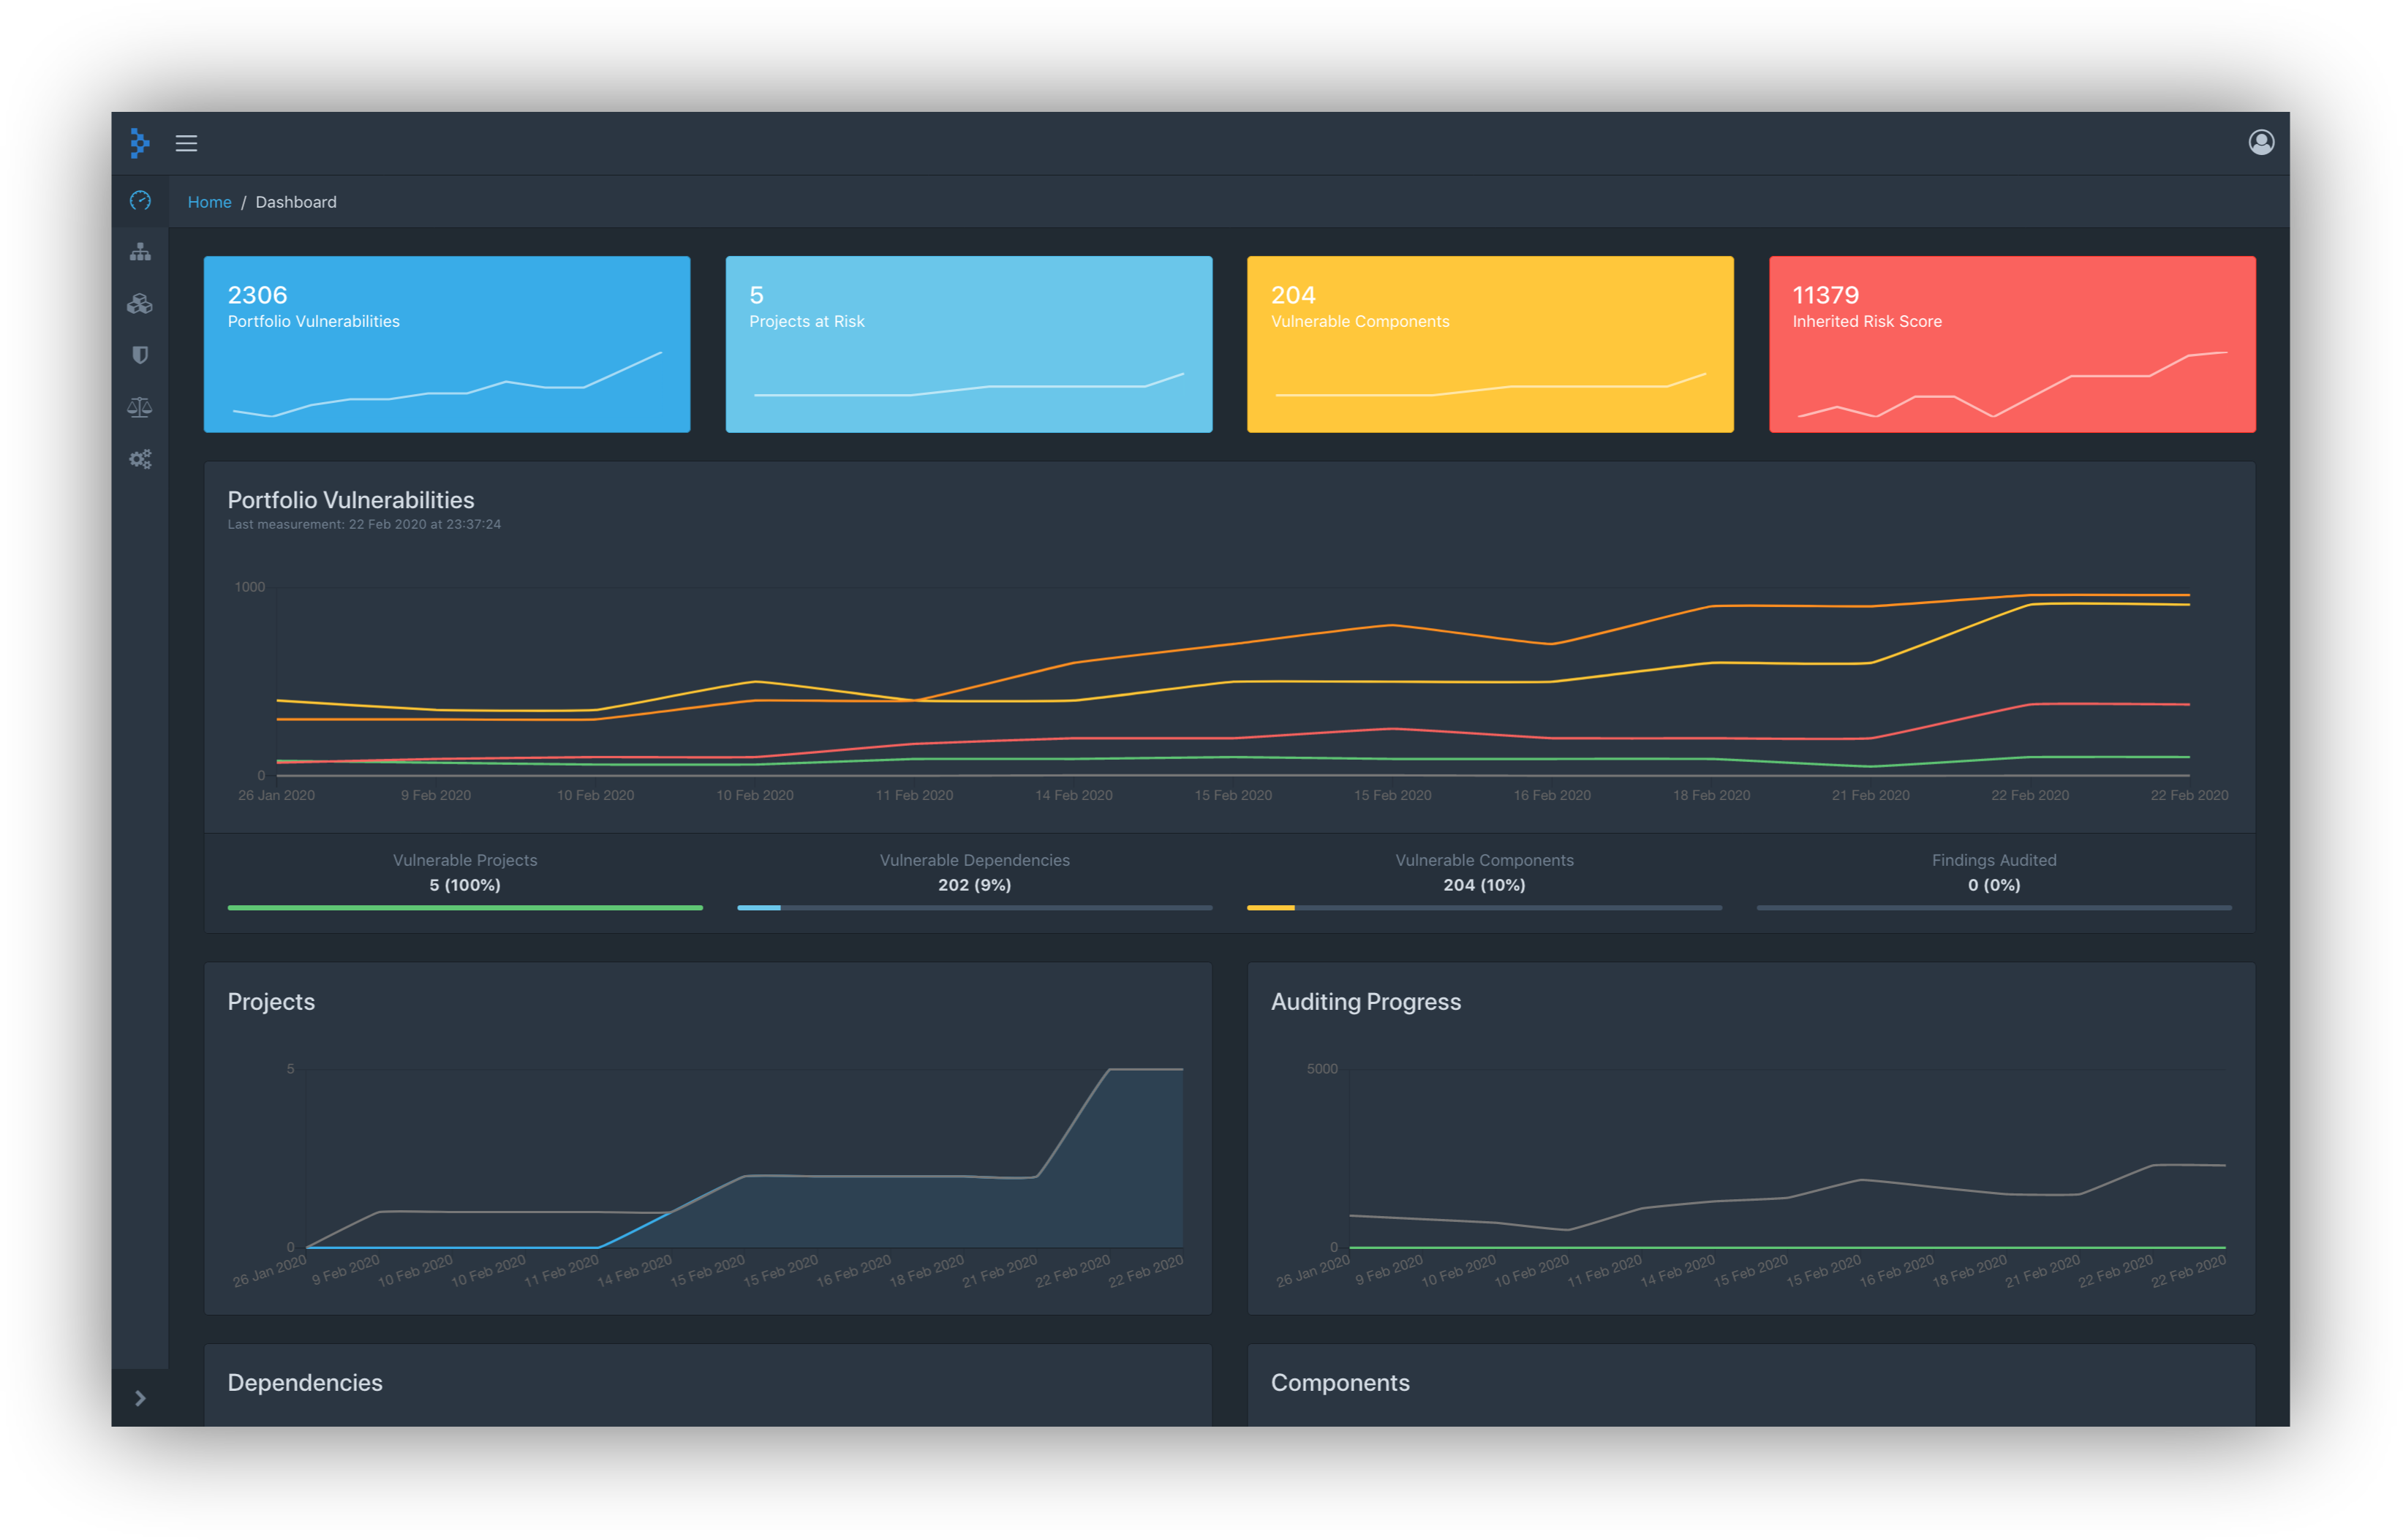 Home / Dashboard
2306
Portfolio Vulnerabilities
5
Projects at Risk
204
Vulnerable Components
11379
Inherited Risk Score
Portfolio Vulnerabilities
Last measurement: 22 Feb 2020 at 23:37:24
1000
0
26 Jan 2020 9 Feb 2020 10 Feb 2020 10 Feb 2020 11 Feb 2020 14 Feb 2020 15 Feb 2020 15 Feb 2020 16 Feb 2020 18 Feb 2020 21 Feb 2020 22 Feb 2020 22 Feb 2020
Vulnerable Projects
5 (100%)
Vulnerable Dependencies
202 (9%)
Vulnerable Components
204 (10%)
Findings Audited
0 (0%)
Projects
5
0
26 Jan 2020 9 Feb 2020 10 Feb 2020 10 Feb 2020 11 Feb 2020 14 Feb 2020 15 Feb 2020 15 Feb 2020 16 Feb 2020 18 Feb 2020 21 Feb 2020 22 Feb 2020 22 Feb 2020
Auditing Progress
5000
0
26 Jan 2020 9 Feb 2020 10 Feb 2020 10 Feb 2020 11 Feb 2020 14 Feb 2020 15 Feb 2020 15 Feb 2020 16 Feb 2020 18 Feb 2020 21 Feb 2020 22 Feb 2020 22 Feb 2020
Dependencies
Components